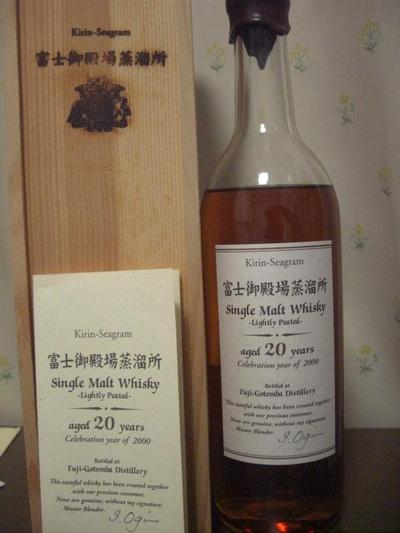 Kirin-Seagram
富士御殿場蒸溜所
Kirin-Seagram
富士御殿場蒸溜所
Single Malt Whisky
-Lightly Peated-
aged 20 years
Celebration year of 2000
Bottled at
Fuji-Gotemba Distillery
This tasteful whisky has been created together
with our precious customer.
None are genuine, without my signature.
Master Blender.
Kirin-Seagram
富士御殿場蒸溜所
Single Malt Whisky
-Lightly Peated-
aged 20 years
Celebration year of 2000
Bottled at
Fuji-Gotemba Distillery
This tasteful whisky has been created together
with our precious customer.
None are genuine, without my signature.
Master Blender.